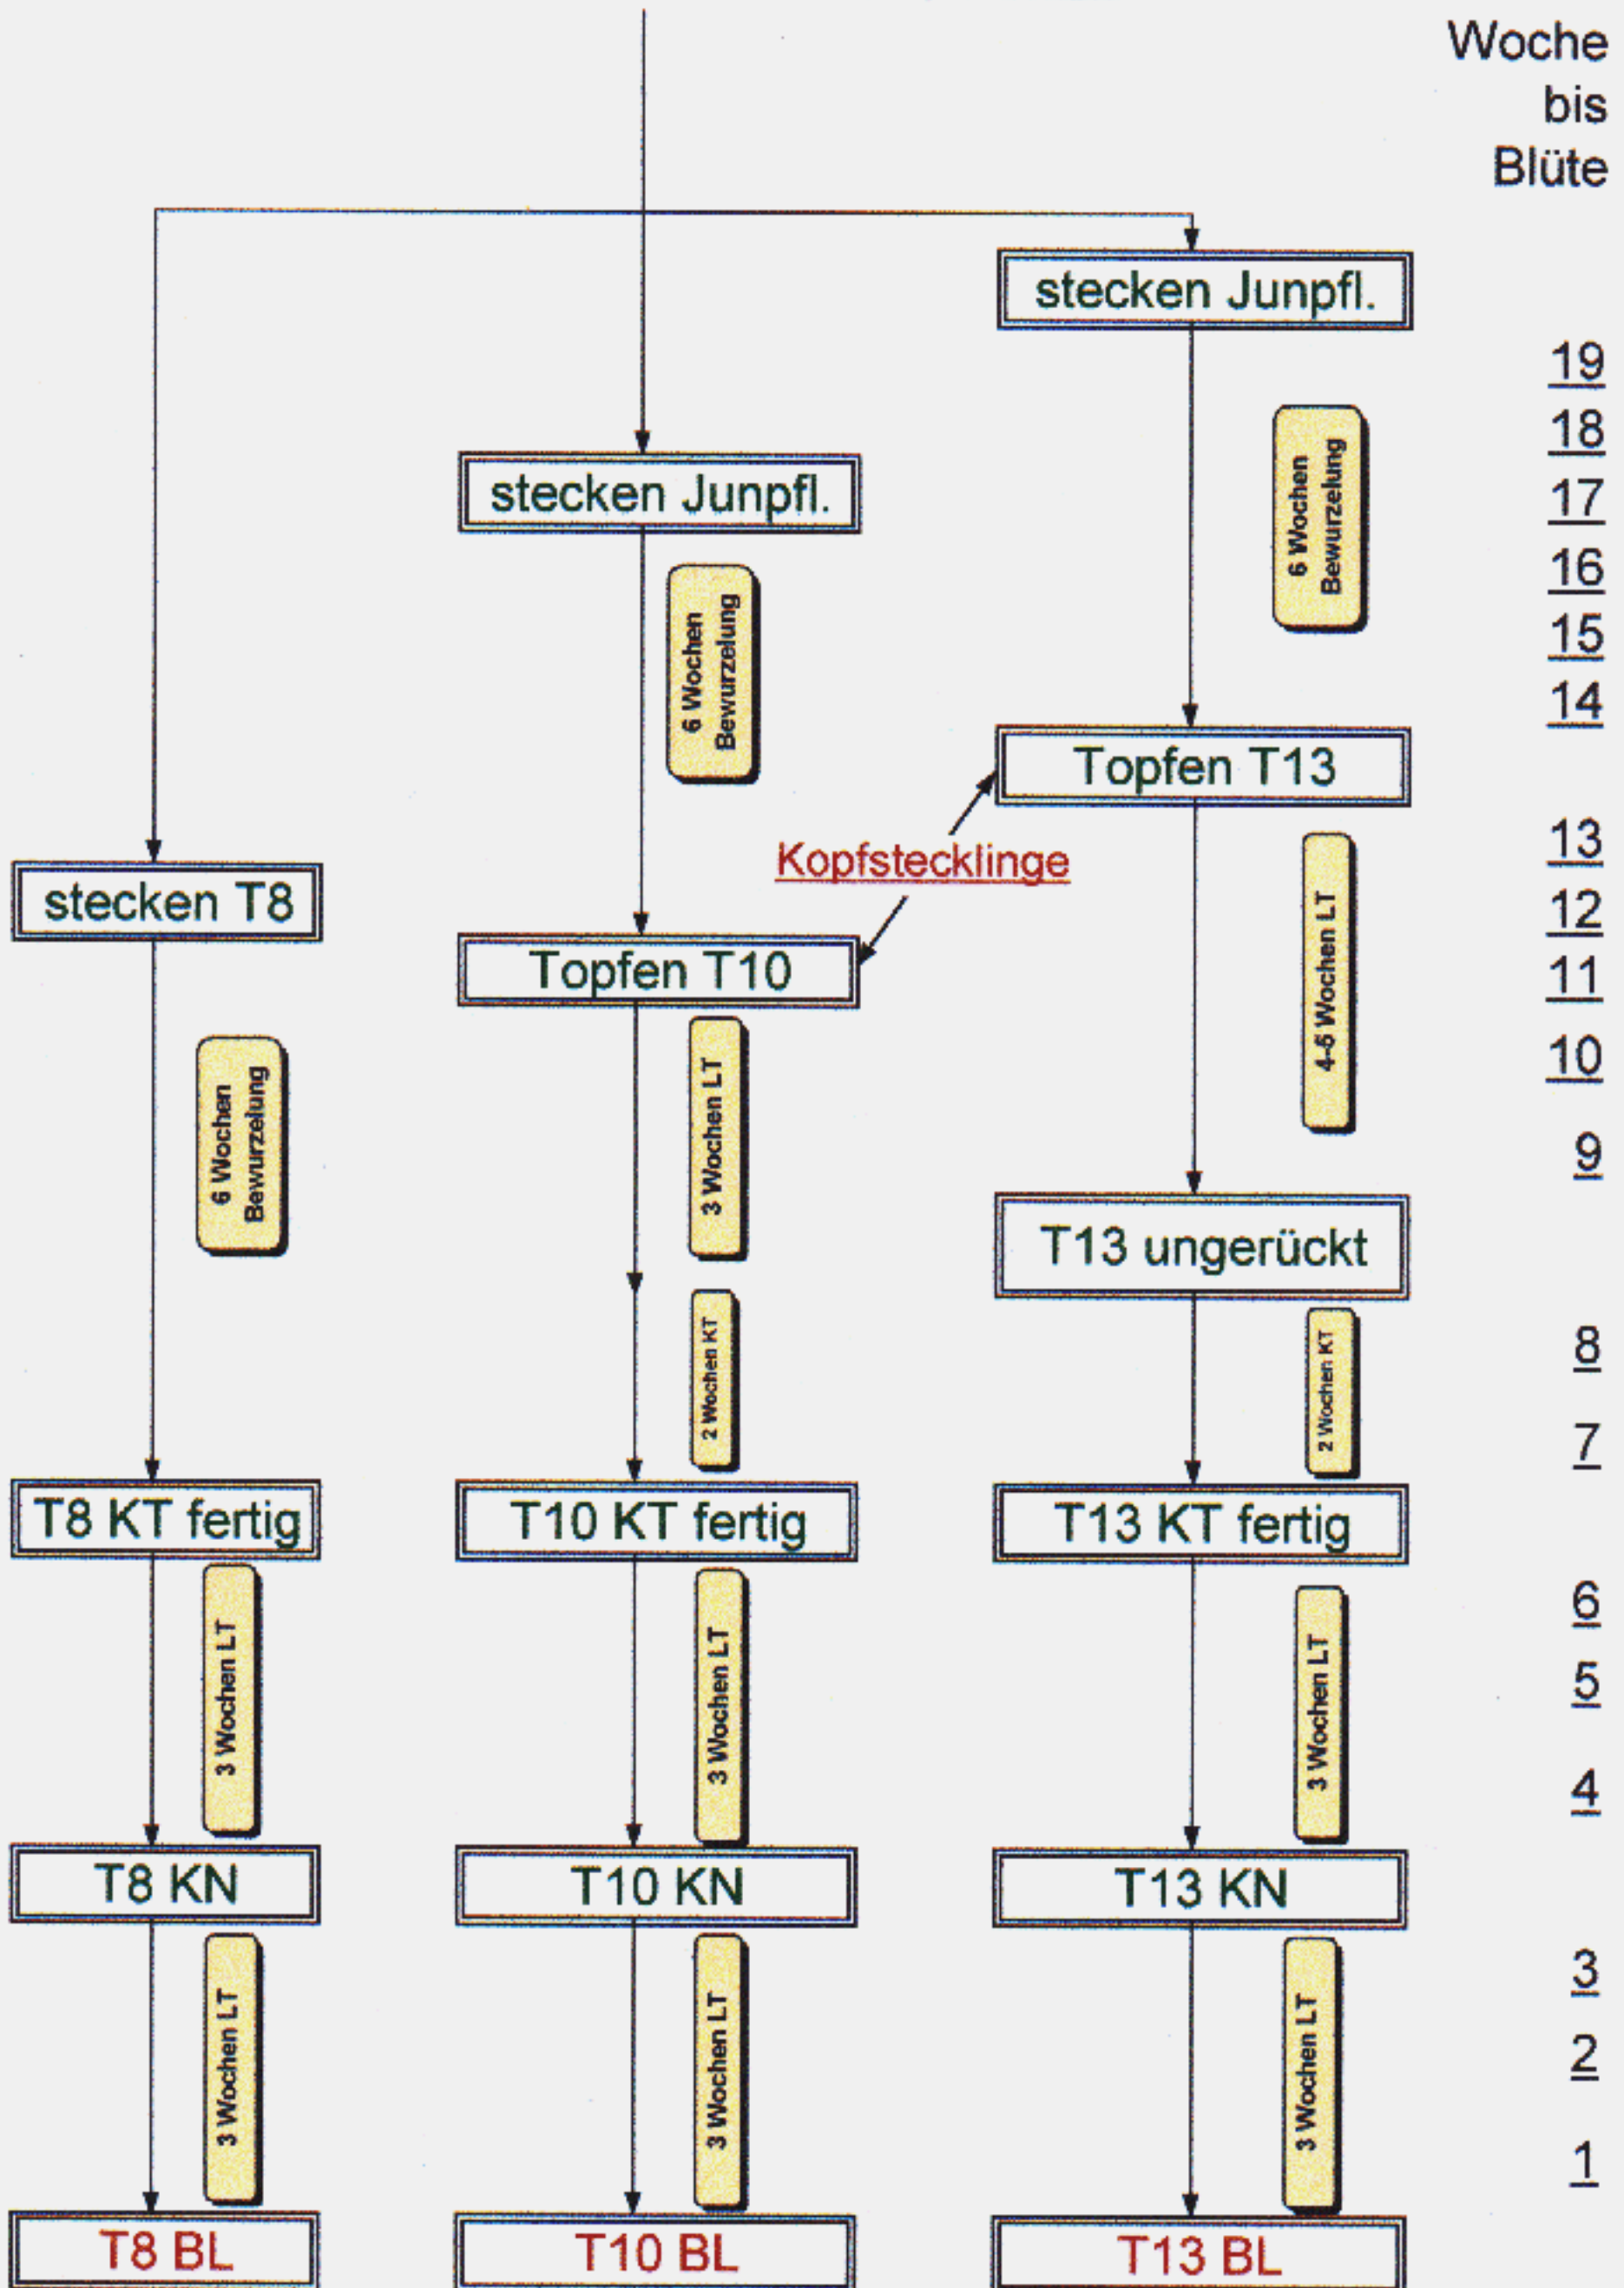 Woche
bis
Blüte
stecken Junpfl.
19
18
6 Wochen
Bewurzelung
stecken Junpfl.
17
16
6 Wochen
Bewurzelung
15
14
Topfen T13
Kopfstecklinge
13
stecken T8
12
4-5 Wochen LT
Topfen T10
11
10
6 Wochen
Bewurzelung
3 Wochen LT
9
T13 ungerückt
2 Wochen KT
2 Wochen KT
8
7
T8 KT fertig
T10 KT fertig
T13 KT fertig
6
3 Wochen LT
3 Wochen LT
3 Wochen LT
5
4
T8 KN
T10 KN
T13 KN
3
3 Wochen LT
3 Wochen LT
3 Wochen LT
2
1
T8 BL
T10 BL
T13 BL